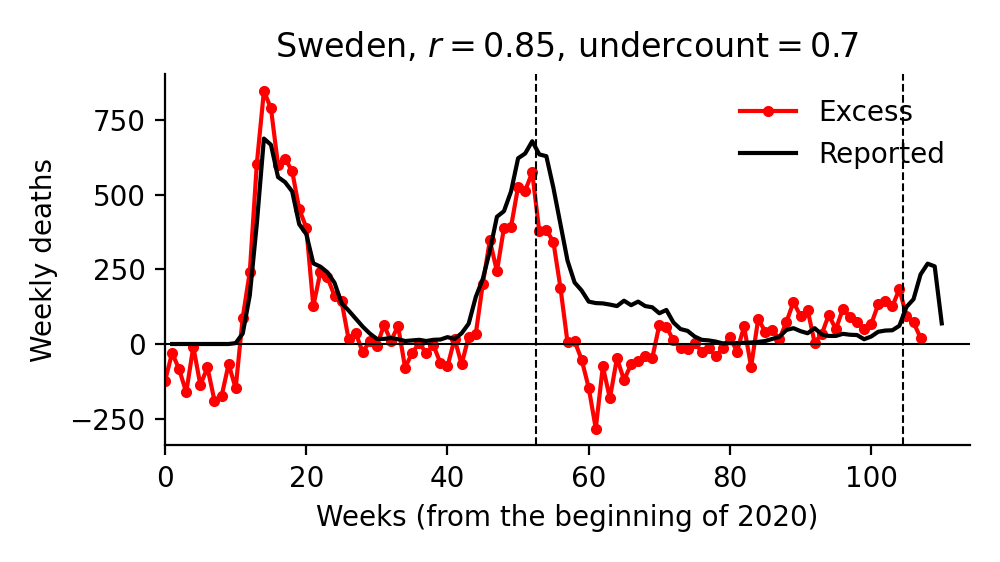 Sweden, r = 0.85, undercount = 0.7
Excess
Reported
Weekly deaths
750
500
250
0
−250
0 20 40 60 80 100
Weeks (from the beginning of 2020)